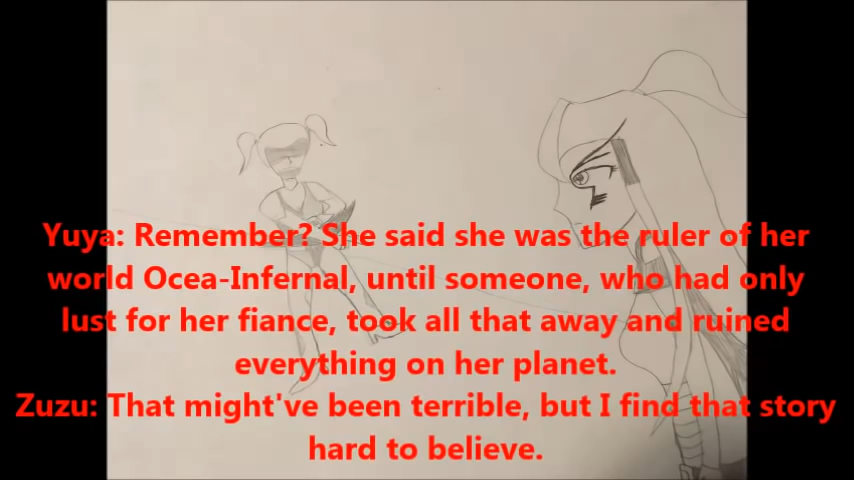 Yuya: Remember? She said she was the ruler of her
world Ocea-Infernal, until someone, who had only
lust for her fiance, took all that away and ruined
everything on her planet.
Zuzu: That might've been terrible, but I find that story
hard to believe.